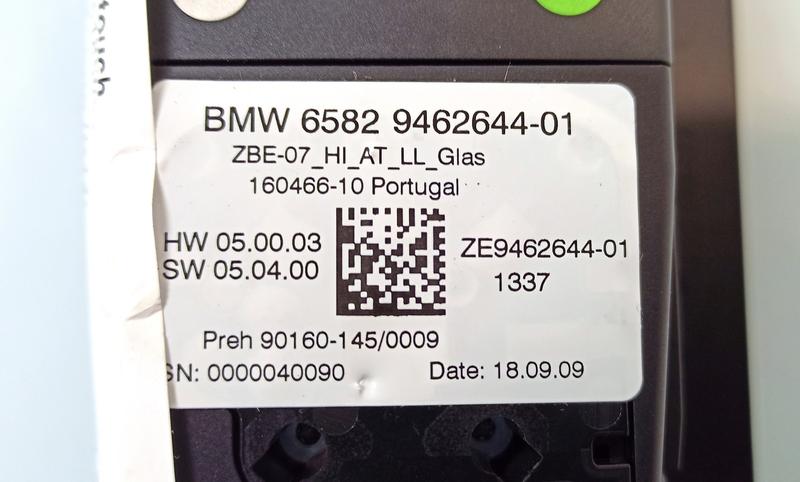 touch
BMW 6582 9462644-01
ZBE-07_HI_AT_LL_Glas
160466-10 Portugal
HW 05.00.03
SW 05.04.00
ZE9462644-01
1337
Preh 90160-145/0009
SN: 0000040090
Date: 18.09.09